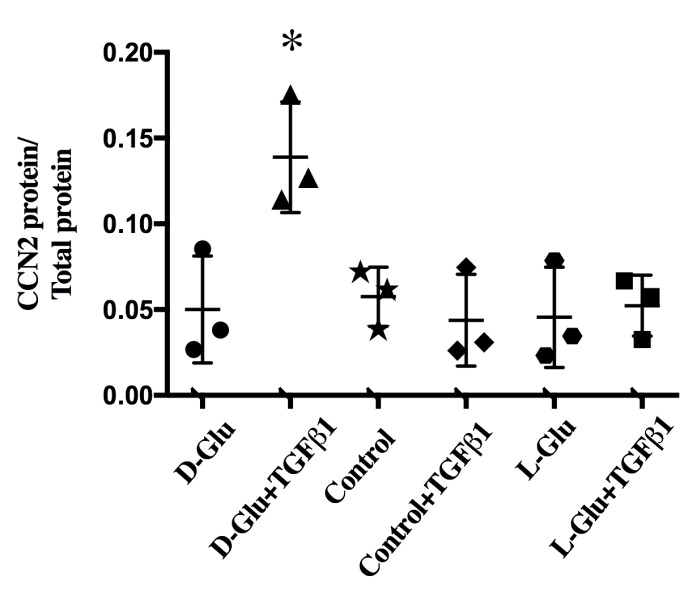 *
0.20
0.15
0.10
0.05
0.00
CCN2 protein/
Total protein
D-Glu
D-Glu+TGFβ1
Control
Control+TGFβ1
L-Glu
L-Glu+TGFβ1